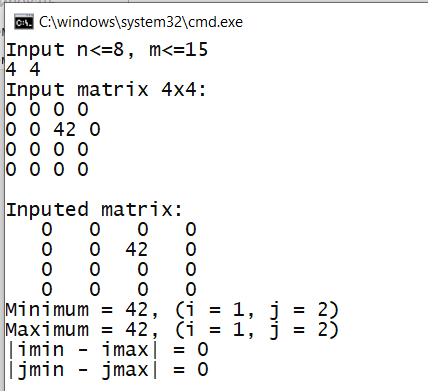 C:\windows\system32\cmd.exe
Input n<=8, m<=15
4 4
Input matrix 4x4:
0 0 0 0
0 0 42 0
0 0 0 0
0 0 0 0
Inputed matrix:
0 0 0 0
0 0 42 0
0 0 0 0
0 0 0 0
Minimum = 42, (i = 1, j = 2)
Maximum = 42, (i = 1, j = 2)
|imin - imax| = 0
|jmin - jmax| = 0